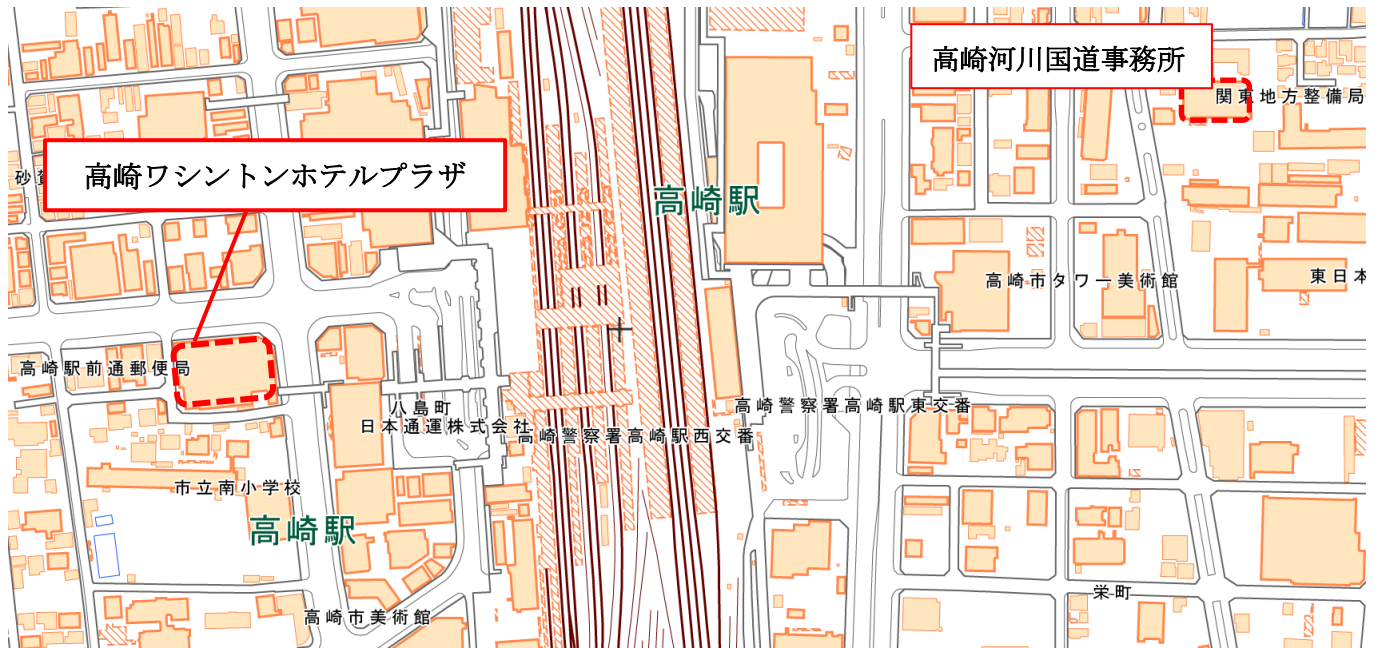 高崎河川国道事務所
関東地方整備局
高崎ワシントンホテルプラザ
砂賀
高崎駅
高崎市タワー美術館
東日本
高崎駅前通郵便局
八島町
日本通運株式会社
高崎警察署高崎駅東交番
高崎警察署高崎駅西交番
市立南小学校
高崎駅
栄町
高崎市美術館